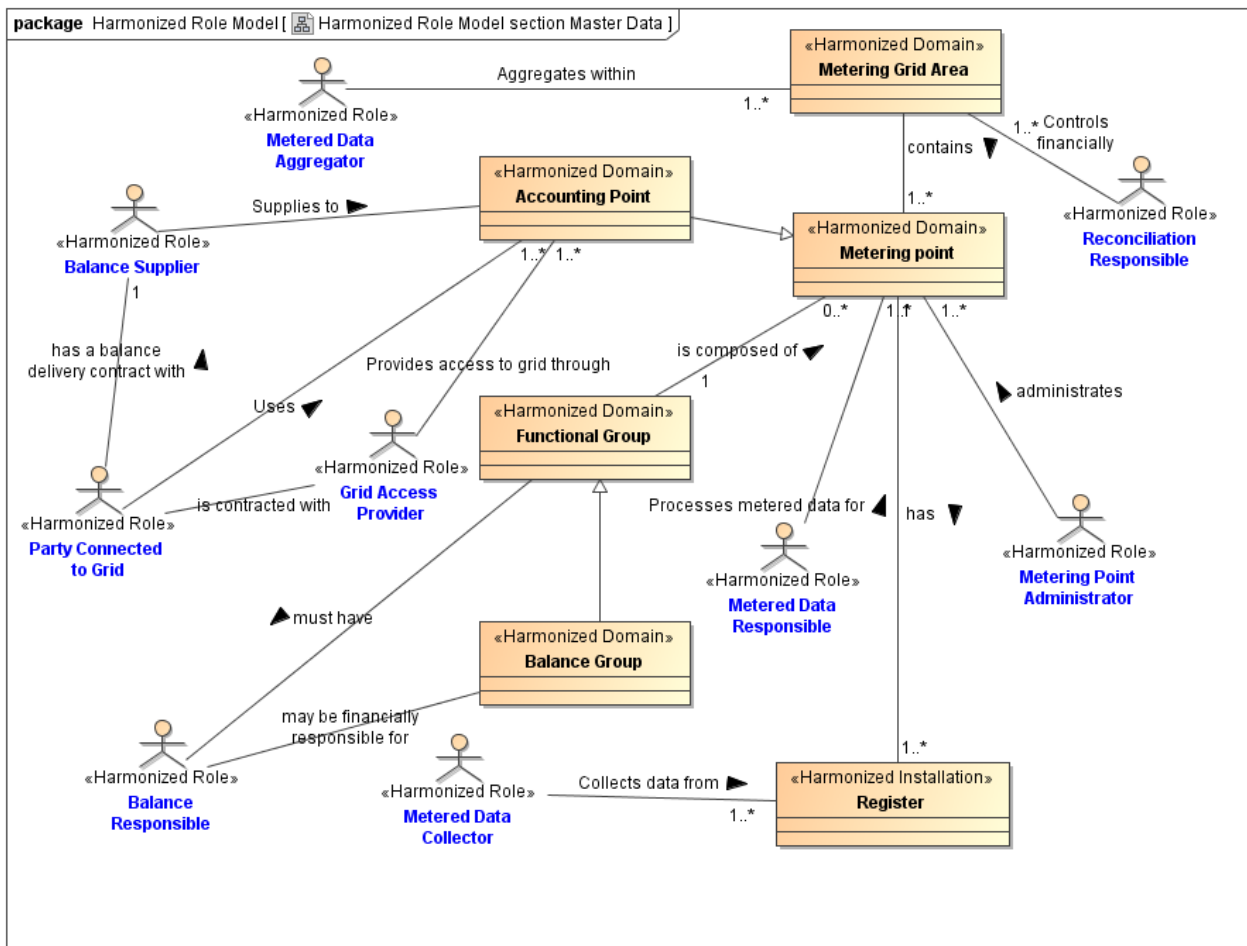 package Harmonized Role Model [ Harmonized Role Model section Master Data ]
«Harmonized Domain»
Metering Grid Area
Aggregates within
1..*
«Harmonized Role»
Metered Data
Aggregator
contains
1..*
1..*
Controls
financially
«Harmonized Role»
Reconciliation
Responsible
«Harmonized Domain»
Accounting Point
Supplies to
«Harmonized Role»
Balance Supplier
1
1..*
1..*
«Harmonized Domain»
Metering point
0..*
1..*
1..*
has a balance
delivery contract with
Provides access to grid through
is composed of
1
Uses
«Harmonized Domain»
Functional Group
administrates
«Harmonized Role»
Grid Access
Provider
is contracted with
«Harmonized Role»
Party Connected
to Grid
Processes metered data for
has
«Harmonized Role»
Metered Data
Responsible
«Harmonized Role»
Metering Point
Administrator
must have
«Harmonized Domain»
Balance Group
may be financially
responsible for
«Harmonized Role»
Balance
Responsible
«Harmonized Role»
Metered Data
Collector
Collects data from
1..*
1..*
«Harmonized Installation»
Register